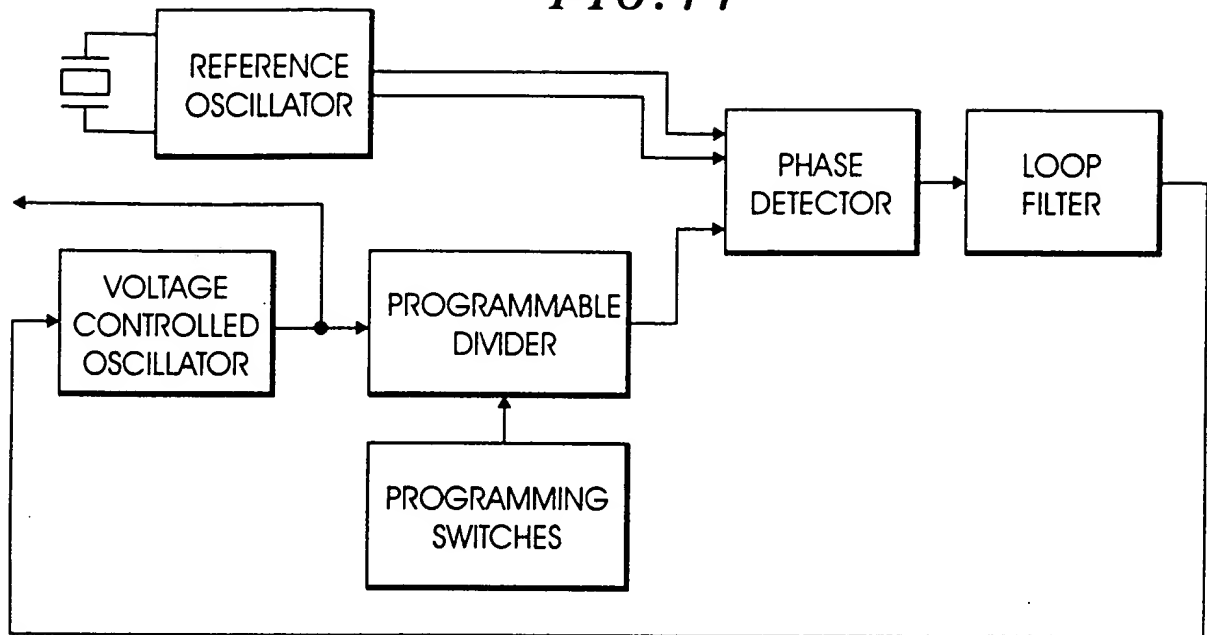 REFERENCE
OSCILLATOR
PHASE
DETECTOR
LOOP
FILTER
VOLTAGE
CONTROLLED
OSCILLATOR
PROGRAMMABLE
DIVIDER
PROGRAMMING
SWITCHES